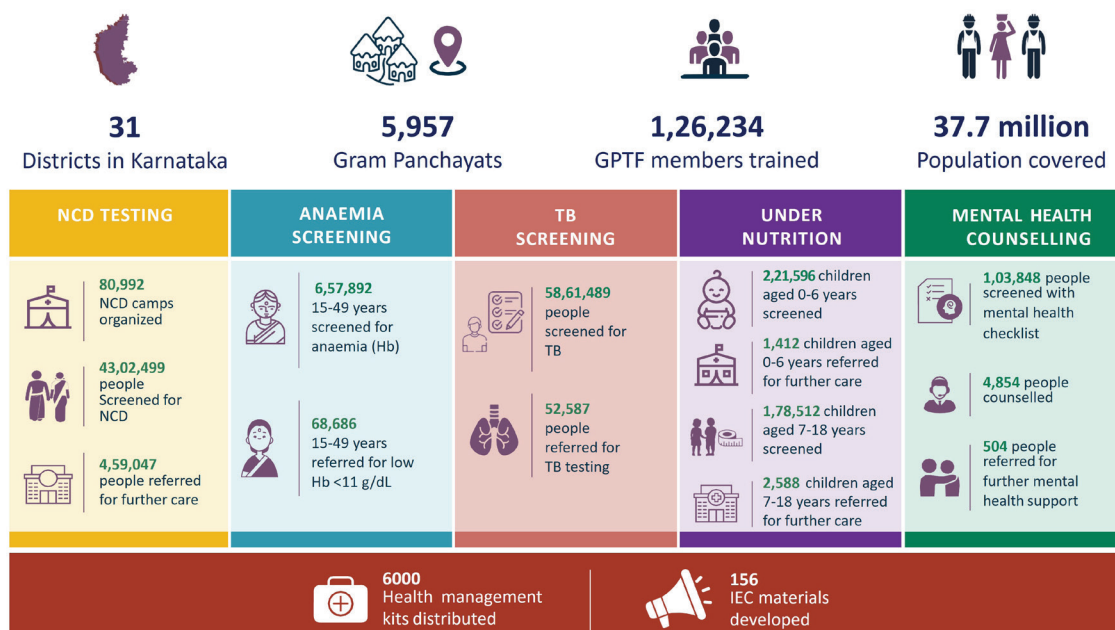 31
Districts in Karnataka
5,957
Gram Panchayats
1,26,234
GPTF members trained
37.7 million
Population covered
NCD TESTING
80,992
NCD camps
organized
43,02,499
people
Screened for
NCD
4,59,047
people referred
for further care
ANAEMIA
SCREENING
6,57,892
15-49 years
screened for
anaemia (Hb)
68,686
15-49 years
referred for low
Hb <11 g/dL
TB
SCREENING
58,61,489
people
screened for
TB
52,587
people
referred for
TB testing
UNDER
NUTRITION
2,21,596 children
aged 0-6 years
screened
1,412 children aged
0-6 years referred
for further care
1,78,512 children
aged 7-18 years
screened
2,588 children aged
7-18 years referred
for further care
MENTAL HEALTH
COUNSELLING
1,03,848 people
screened with
mental health
checklist
4,854 people
counselled
504 people
referred for
further mental
health support
6000
Health management
kits distributed
156
IEC materials
developed